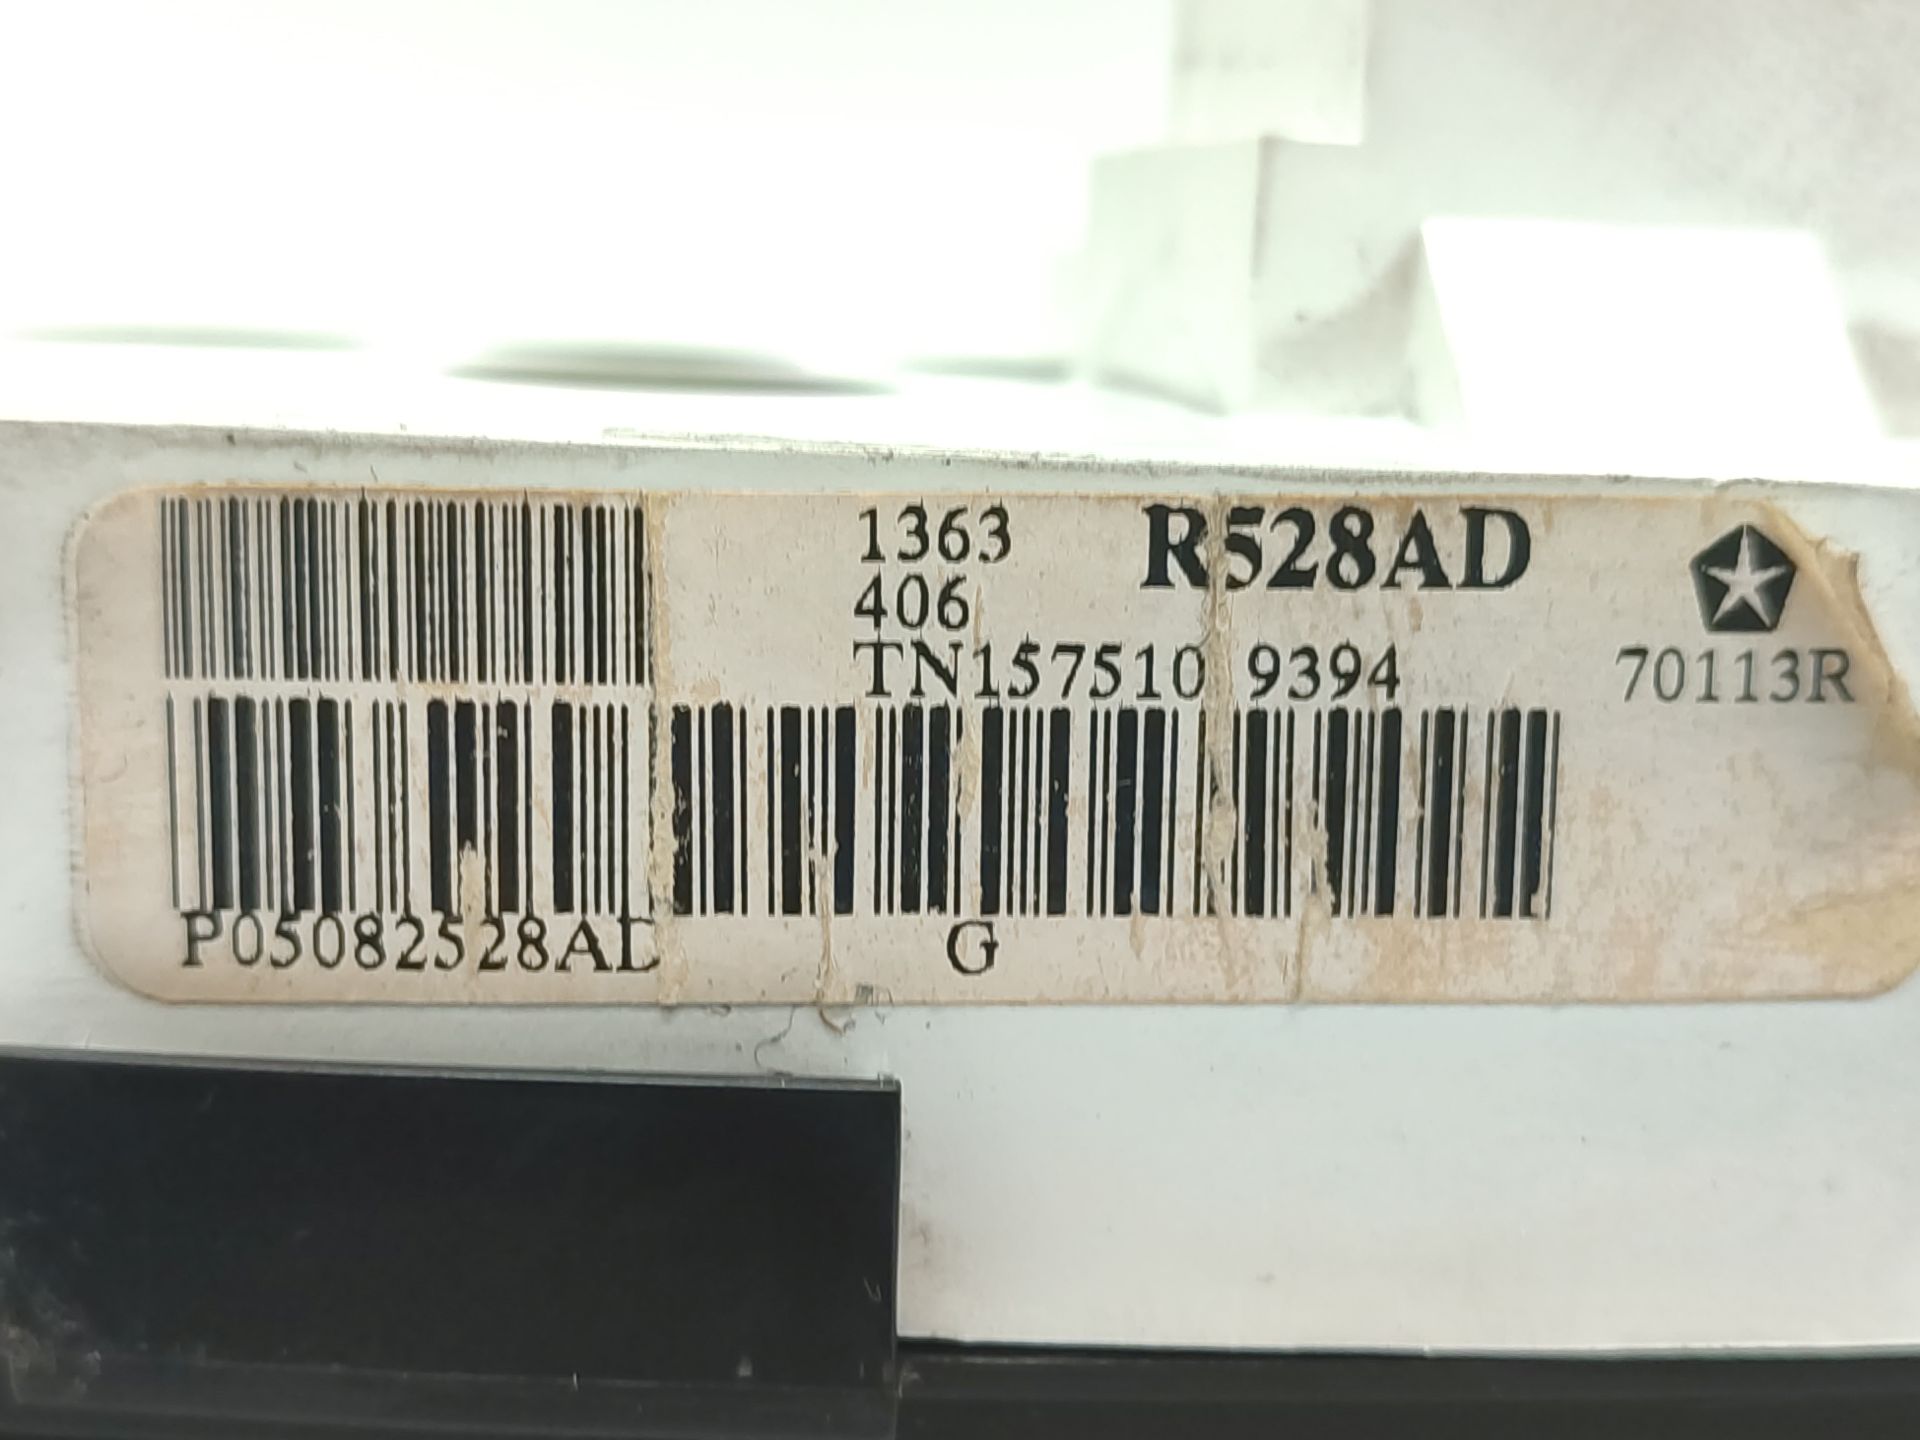 1363 R528AD
406
TN157510 9394 70113R
P05082528AD G